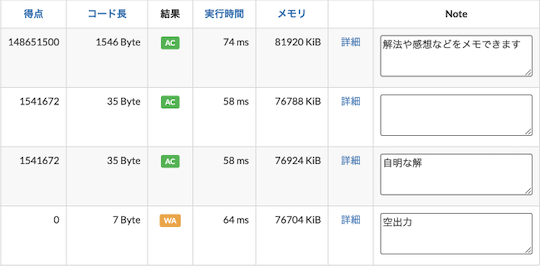 得点 コード長 結果 実行時間 メモリ Note
148651500 1546 Byte AC 74 ms 81920 KiB 詳細 解法や感想などをメモできます
1541672 35 Byte AC 58 ms 76788 KiB 詳細
1541672 35 Byte AC 58 ms 76924 KiB 詳細 自明な解
0 7 Byte WA 64 ms 76704 KiB 詳細 空出力